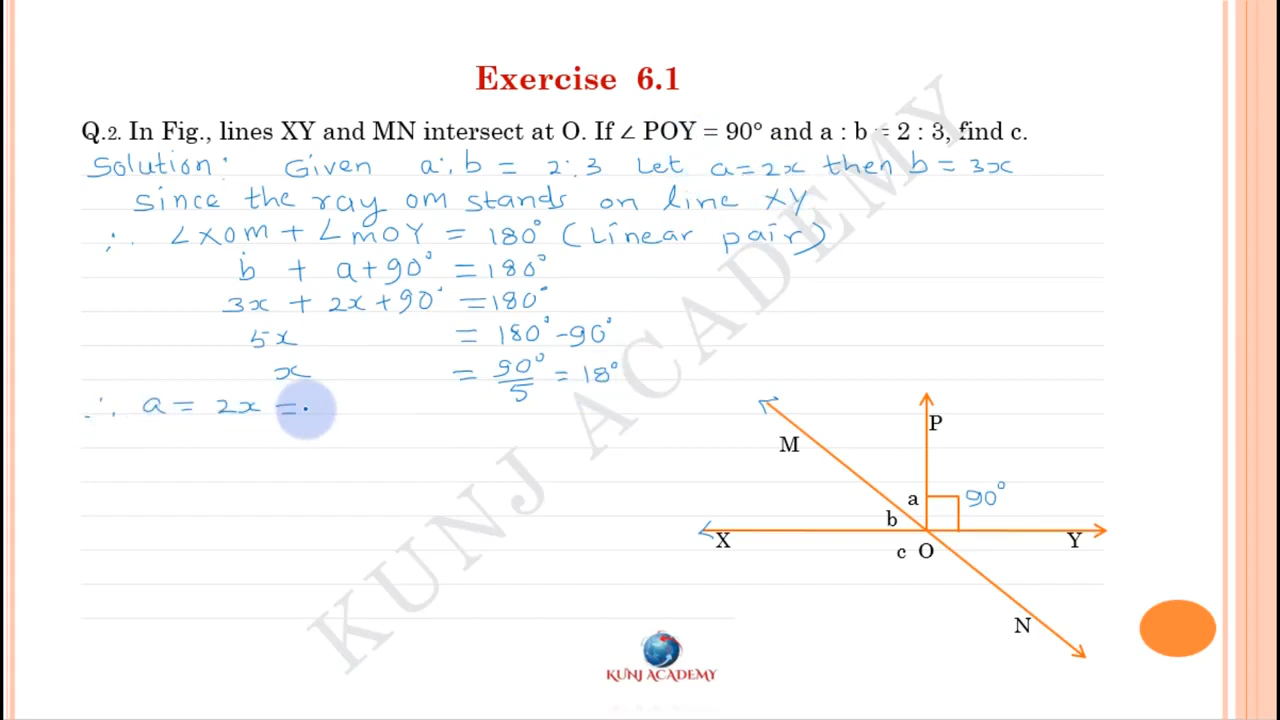 Exercise 6.1
Q.2. In Fig., lines XY and MN intersect at O. If ∠ POY = 90° and a : b = 2 : 3, find c.
Solution: Given a:b = 2:3 Let a=2x then b=3x
since the ray om stands on line XY
∴ ∠XOM + ∠MOY = 180° (Linear pair)
b + a+90° =180°
3x + 2x+90° =180°
5x = 180°-90°
x = 90°/5 = 18°
∴ a = 2x =
P
M
a 90°
b
X Y
c O
N
KUNJ ACADEMY
KUNJ ACADEMY